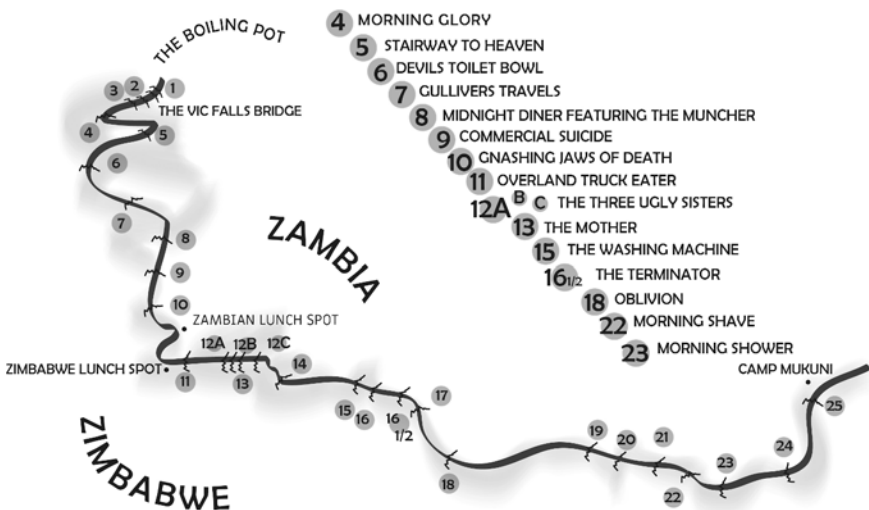 THE BOILING POT
4 MORNING GLORY
5 STAIRWAY TO HEAVEN
6 DEVILS TOILET BOWL
7 GULLIVERS TRAVELS
8 MIDNIGHT DINER FEATURING THE MUNCHER
9 COMMERCIAL SUICIDE
10 GNASHING JAWS OF DEATH
11 OVERLAND TRUCK EATER
12A B C THE THREE UGLY SISTERS
13 THE MOTHER
15 THE WASHING MACHINE
16 1/2 THE TERMINATOR
18 OBLIVION
22 MORNING SHAVE
23 MORNING SHOWER
3 2 1
THE VIC FALLS BRIDGE
4 5
6
7
8
9
10
ZAMBIA
ZAMBIAN LUNCH SPOT
ZIMBABWE LUNCH SPOT
11
12A 12B 12C
13
14
15 16
16 1/2
17
18
19
20
21
22
23
24
25
CAMP MUKUNI
ZIMBABWE